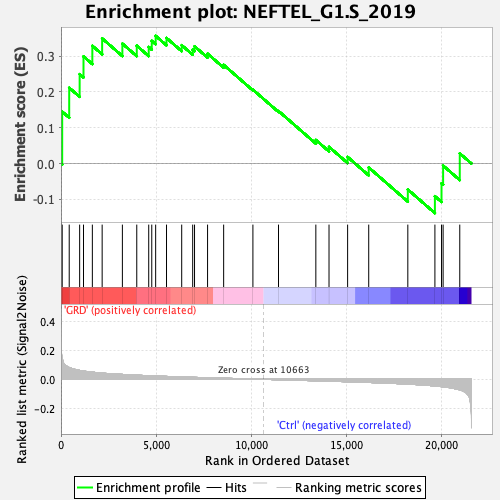 Enrichment plot: NEFTEL_G1.S_2019
Enrichment score (ES)
0.3
0.2
0.1
0.0
-0.1
'GRD' (positively correlated)
Ranked list metric (Signal2Noise)
0.4
0.2
0.0
-0.2
Zero cross at 10663
'Ctrl' (negatively correlated)
0
5,000
10,000
15,000
20,000
Rank in Ordered Dataset
Enrichment profile
Hits
Ranking metric scores